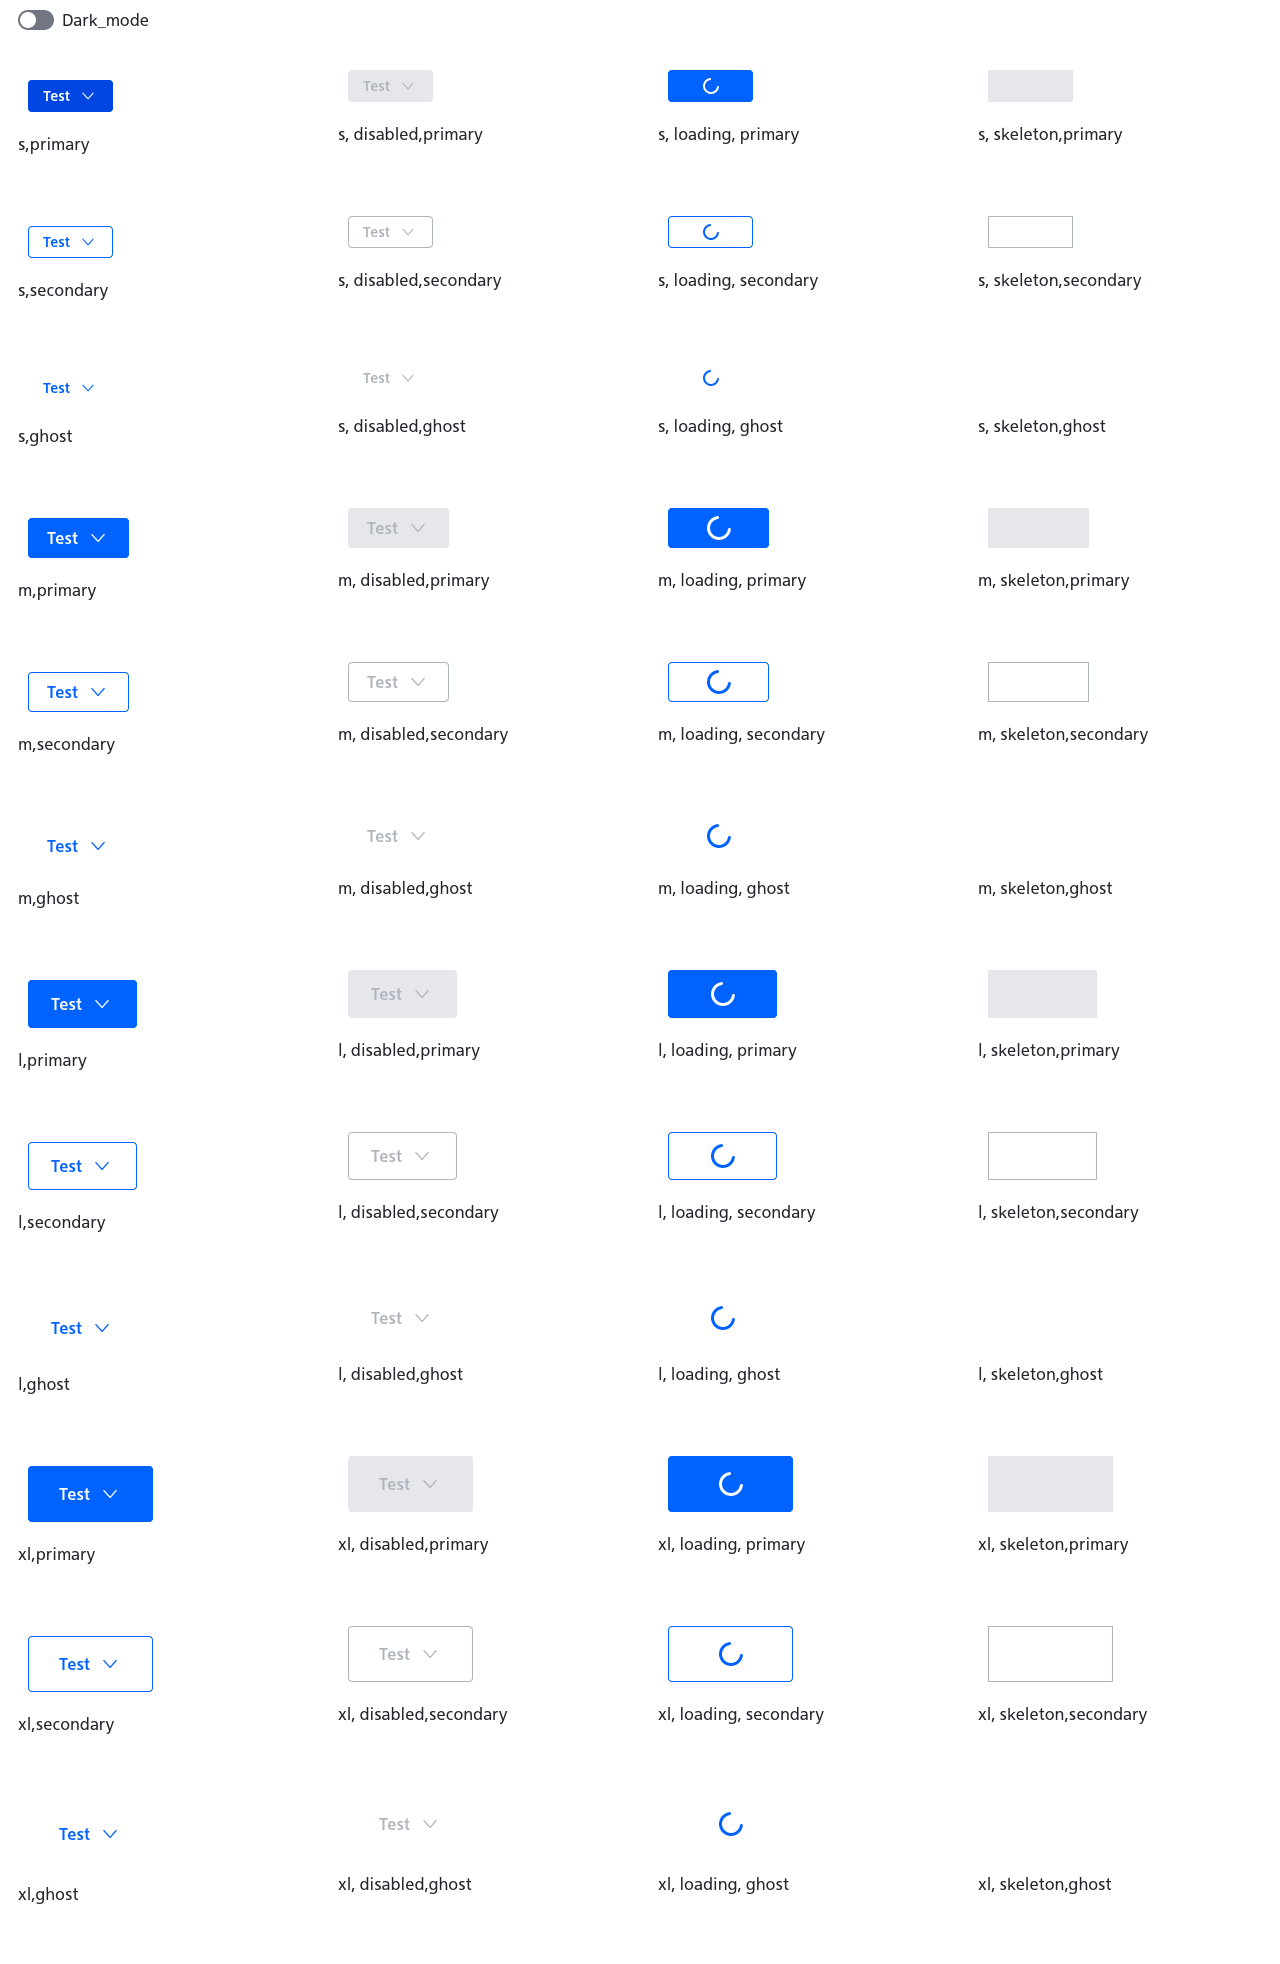 Dark_mode
Test
Test
s,primary
s, disabled,primary
s, loading, primary
s, skeleton,primary
Test
Test
s,secondary
s, disabled,secondary
s, loading, secondary
s, skeleton,secondary
Test
Test
s,ghost
s, disabled,ghost
s, loading, ghost
s, skeleton,ghost
Test
Test
m,primary
m, disabled,primary
m, loading, primary
m, skeleton,primary
Test
Test
m,secondary
m, disabled,secondary
m, loading, secondary
m, skeleton,secondary
Test
Test
m,ghost
m, disabled,ghost
m, loading, ghost
m, skeleton,ghost
Test
Test
l,primary
l, disabled,primary
l, loading, primary
l, skeleton,primary
Test
Test
l,secondary
l, disabled,secondary
l, loading, secondary
l, skeleton,secondary
Test
Test
l,ghost
l, disabled,ghost
l, loading, ghost
l, skeleton,ghost
Test
Test
xl,primary
xl, disabled,primary
xl, loading, primary
xl, skeleton,primary
Test
Test
xl,secondary
xl, disabled,secondary
xl, loading, secondary
xl, skeleton,secondary
Test
Test
xl,ghost
xl, disabled,ghost
xl, loading, ghost
xl, skeleton,ghost